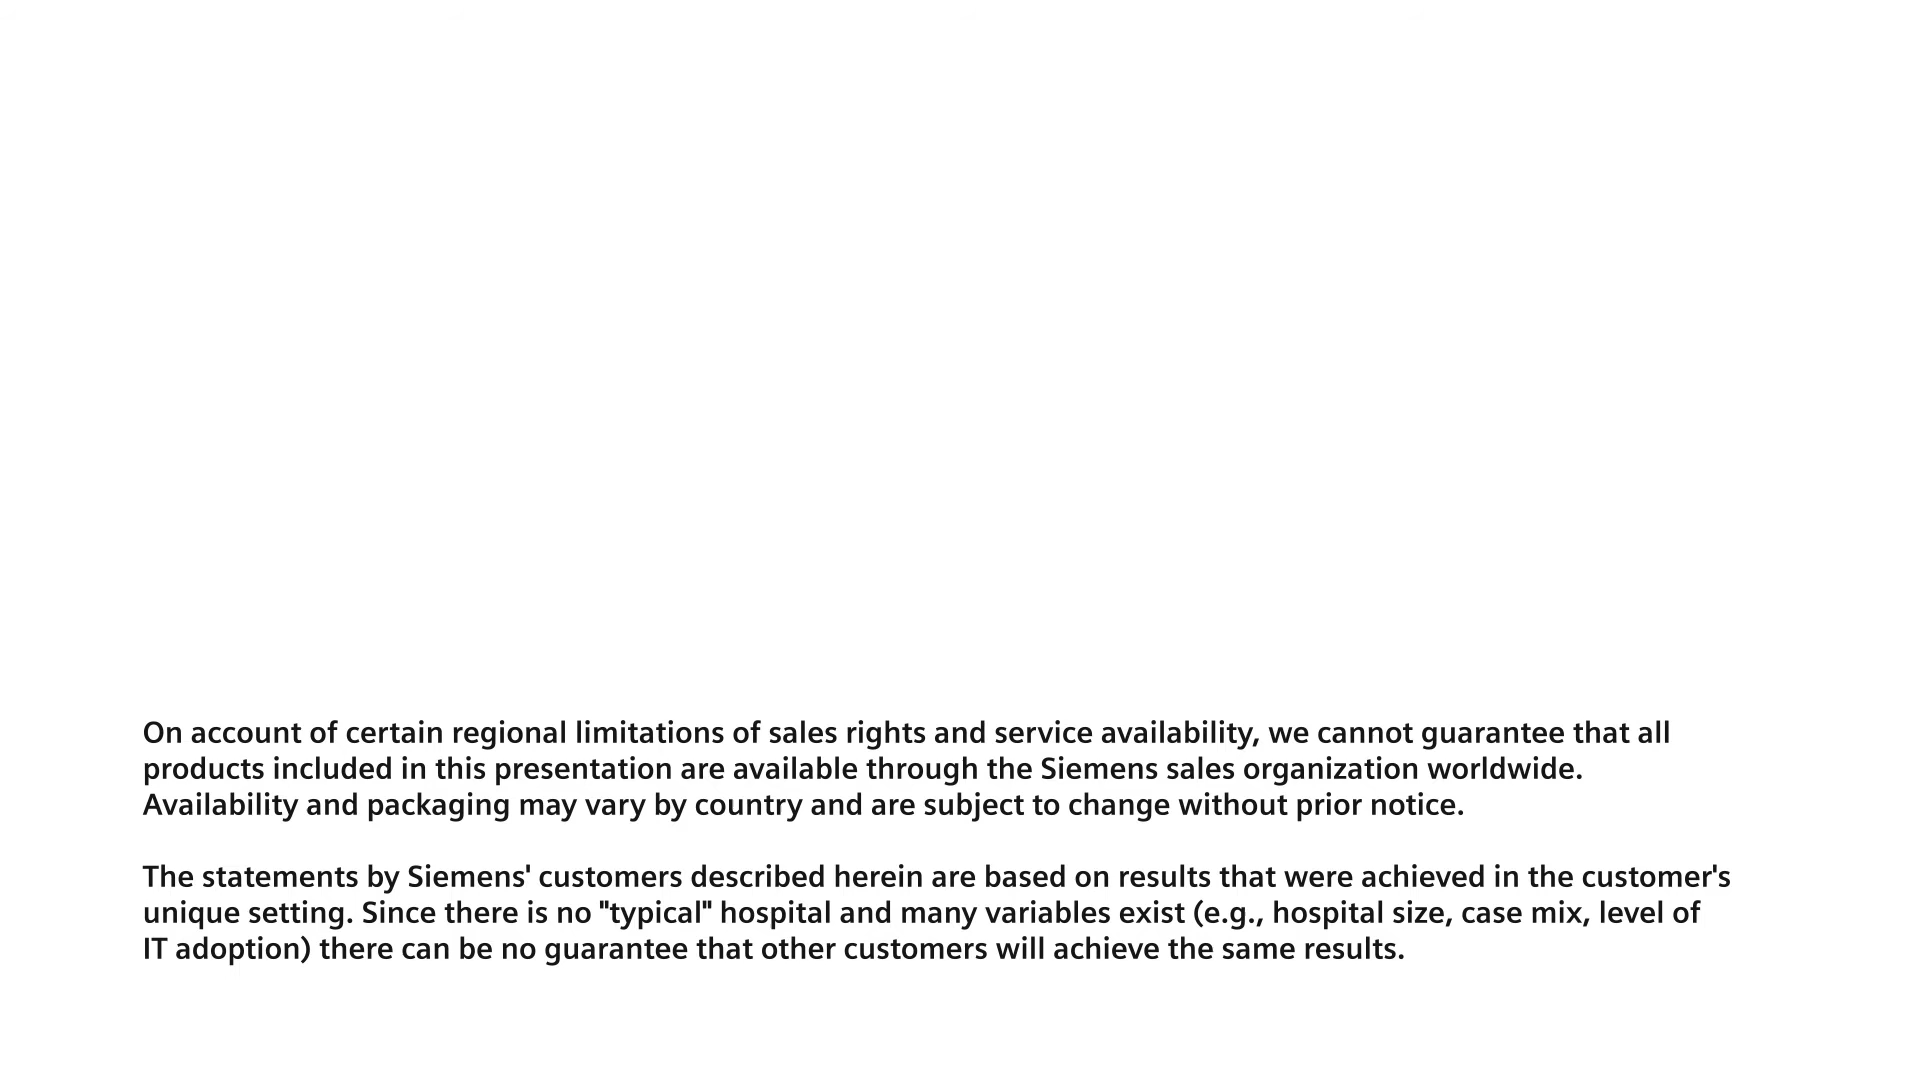 On account of certain regional limitations of sales rights and service availability, we cannot guarantee that all
products included in this presentation are available through the Siemens sales organization worldwide.
Availability and packaging may vary by country and are subject to change without prior notice.
The statements by Siemens' customers described herein are based on results that were achieved in the customer's
unique setting. Since there is no "typical" hospital and many variables exist (e.g., hospital size, case mix, level of
IT adoption) there can be no guarantee that other customers will achieve the same results.